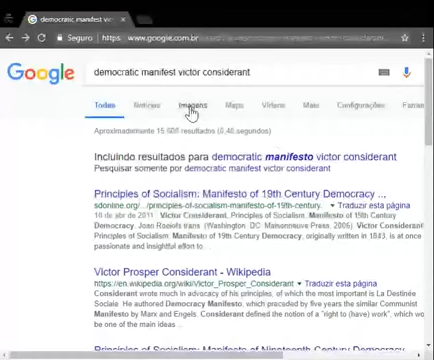 democratic manifest victor
Seguro https www.google.com.br
Google democratic manifest victor considerant
Todas Notícias Imagens Maps Vídeos Mais Configurações
Aproximadamente resultados segundos)
Incluindo resultados para democratic manifesto victor considerant
Pesquisar somente por democratic manifest victor considerant
Principles of Socialism: Manifesto of 19th Century Democracy ...
sdonline.org/.../principles-of-socialism-manifesto-of-19th-century. Traduzir esta página
de abr de 2011 Victor Considerant, Principles of Socialism. Manifesto of 19th Century
Democracy, Joan Roelofs trans (Washington, DC: Maisonneuve Press, 2006) Victor Considerant
Principles of Socialism. Manifesto of 19th Century Democracy, originally written in 1843, is at once
passionate and insightful effort to ...
Victor Prosper Considerant - Wikipedia
https://en.wikipedia.org/wiki/Victor_Prosper_Considerant Traduzir esta página
Considerant wrote much in advocacy of his principles, of which the most important is La Destinée
Sociale. He authored Democracy Manifesto, which preceded by five years the similar Communist
Manifesto by Marx and Engels. Considerant defined the notion of a "right to (have) work", which would
be one of the main ideas ...
Principles of Socialism: Manifesto of Nineteenth Century Democracy